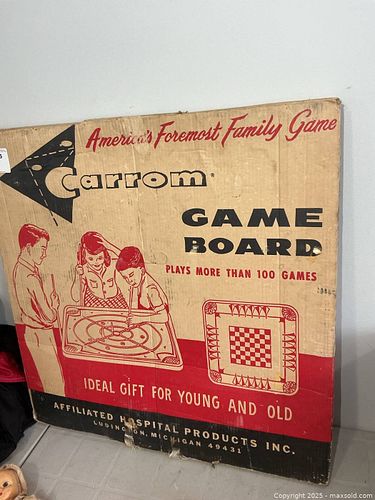 America's Foremost Family Game
Carrom
GAME
BOARD
PLAYS MORE THAN 100 GAMES
IDEAL GIFT FOR YOUNG AND OLD
AFFILIATED HOSPITAL PRODUCTS INC.
LUDINGTON, MICHIGAN 49431
Copyright 2025 - maxsold.com